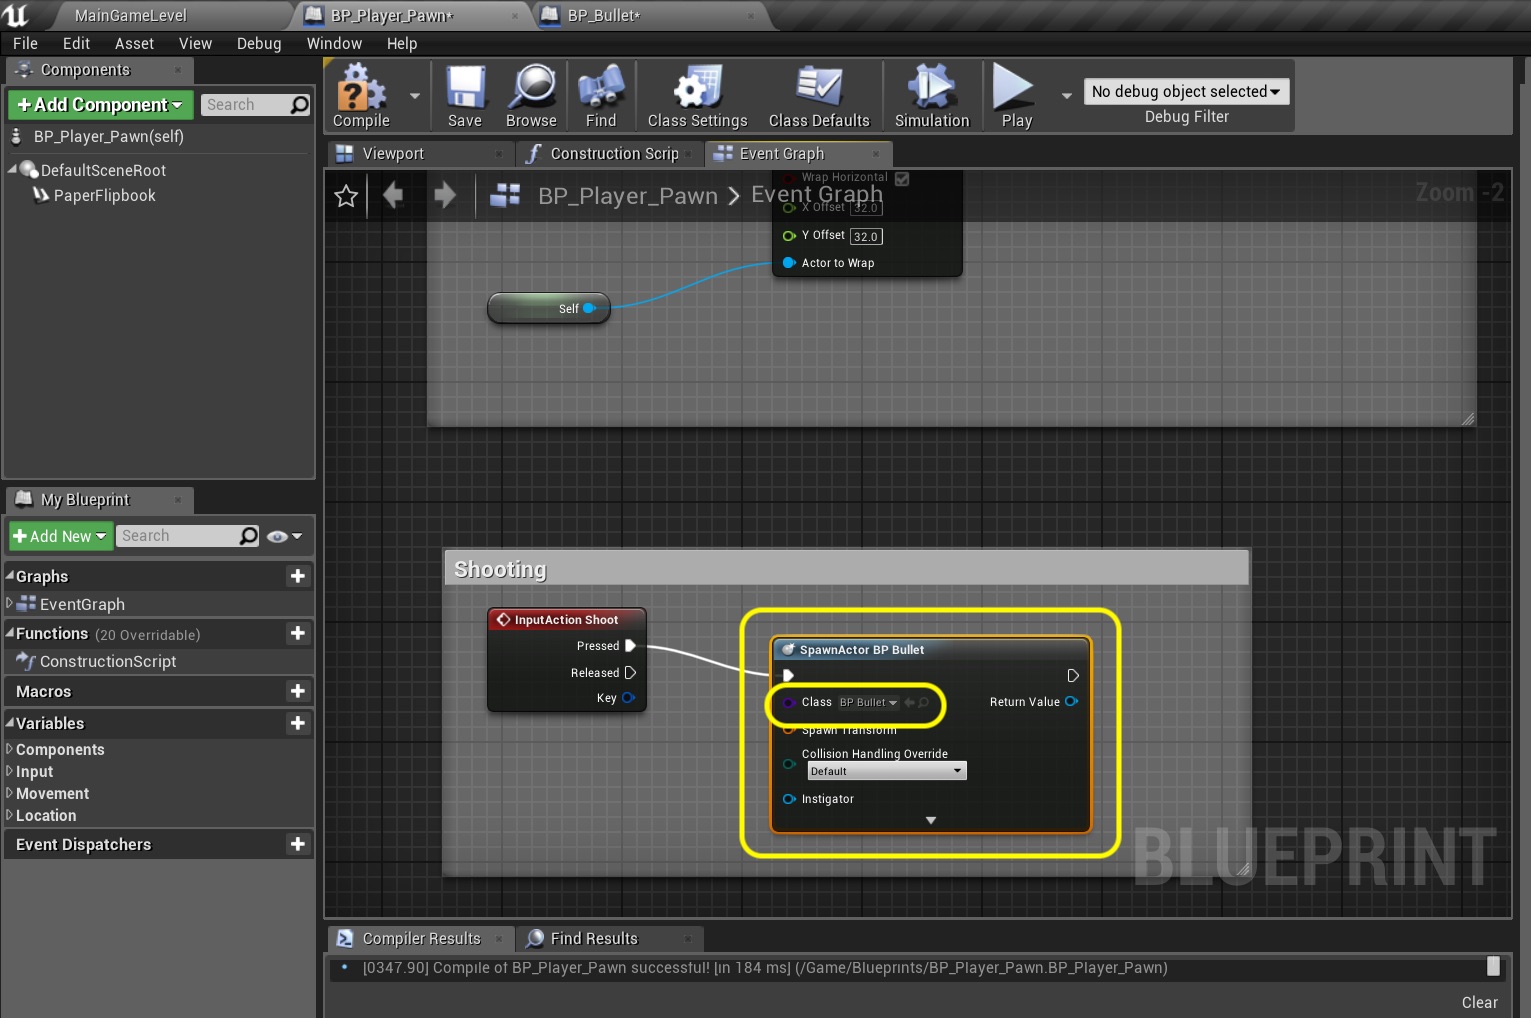 MainGameLevel
BP_Player_Pawn*
BP_Bullet*
File Edit Asset View Debug Window Help
Components
+Add Component
Search
BP_Player_Pawn(self)
DefaultSceneRoot
PaperFlipbook
Compile
Save
Browse
Find
Class Settings
Class Defaults
Simulation
Play
No debug object selected
Debug Filter
Viewport
Construction Scrip
Event Graph
BP_Player_Pawn > Event Graph
Zoom -2
Wrap Horizontal
X Offset 32.0
Y Offset 32.0
Actor to Wrap
Self
My Blueprint
+Add New
Search
Graphs
EventGraph
Functions (20 Overridable)
ConstructionScript
Macros
Variables
Components
Input
Movement
Location
Event Dispatchers
Shooting
InputAction Shoot
Pressed
Released
Key
SpawnActor BP Bullet
Class BP Bullet
Return Value
Spawn Transform
Collision Handling Override
Default
Instigator
BLUEPRINT
Compiler Results
Find Results
[0347.90] Compile of BP_Player_Pawn successful! [in 184 ms] (/Game/Blueprints/BP_Player_Pawn.BP_Player_Pawn)
Clear